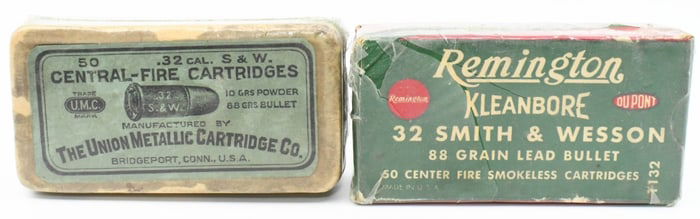 50 .32 CAL. S & W.
CENTRAL-FIRE CARTRIDGES
TRADE
U.M.C.
MARK
.32
S.&W.
10 GRS POWDER
88 GRS BULLET
MANUFACTURED BY
THE UNION METALLIC CARTRIDGE CO.
BRIDGEPORT, CONN., U.S.A.
Remington
Remington
KLEANBORE
DU PONT
32 SMITH & WESSON
88 GRAIN LEAD BULLET
50 CENTER FIRE SMOKELESS CARTRIDGES
MADE IN U.S.A.